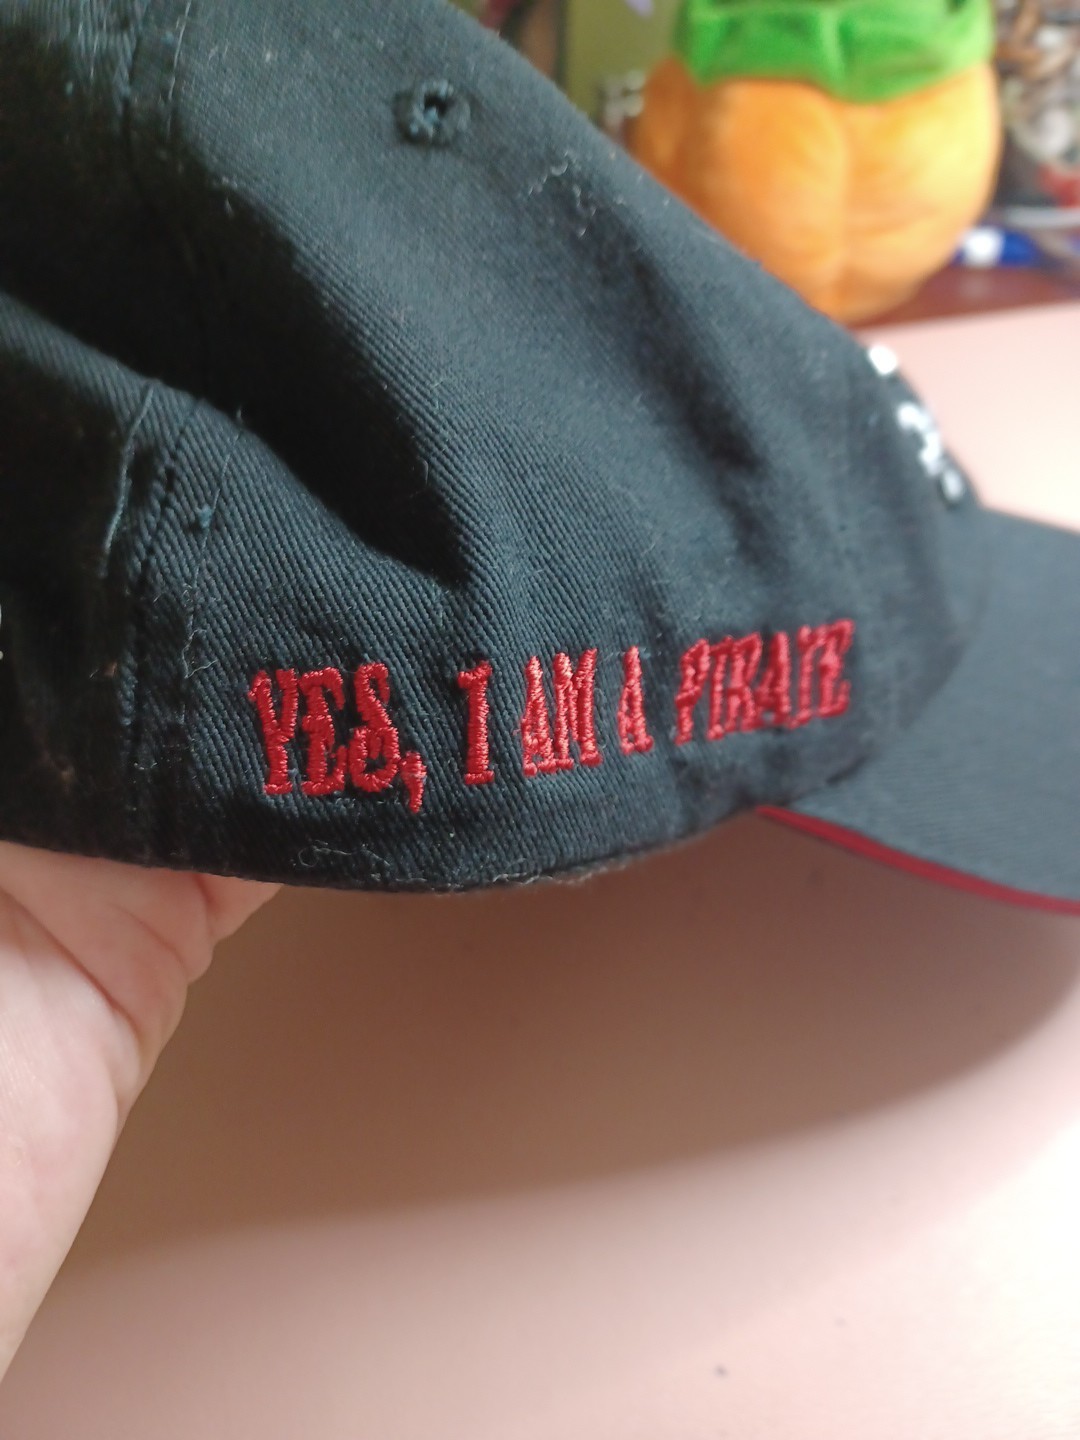 YES, I AM A PIRATE